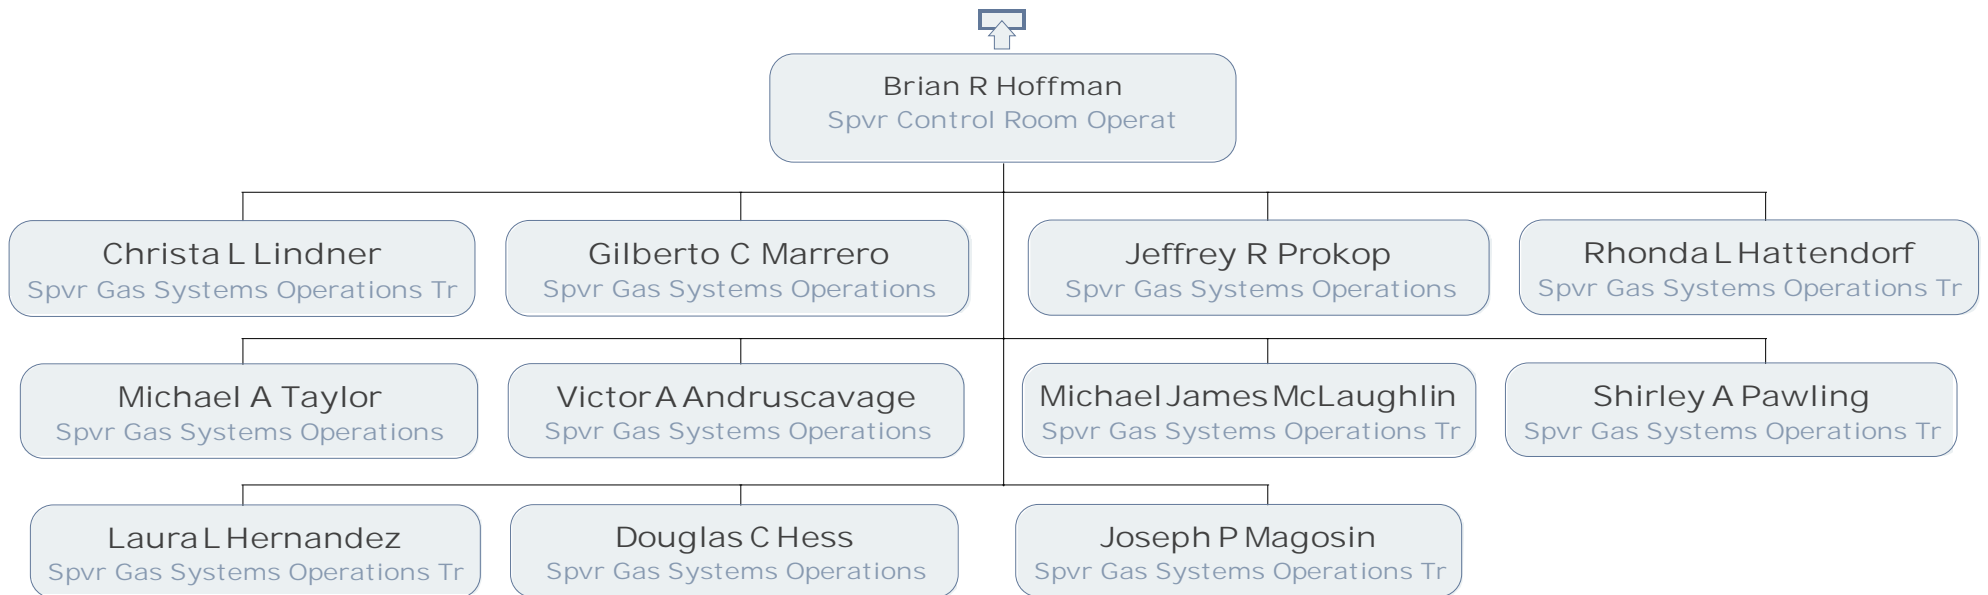 Brian R Hoffman
Spvr Control Room Operat
Christa L Lindner
Spvr Gas Systems Operations Tr
Gilberto C Marrero
Spvr Gas Systems Operations
Jeffrey R Prokop
Spvr Gas Systems Operations
Rhonda L Hattendorf
Spvr Gas Systems Operations Tr
Michael A Taylor
Spvr Gas Systems Operations
Victor A Andruscavage
Spvr Gas Systems Operations
Michael James McLaughlin
Spvr Gas Systems Operations Tr
Shirley A Pawling
Spvr Gas Systems Operations Tr
Laura L Hernandez
Spvr Gas Systems Operations Tr
Douglas C Hess
Spvr Gas Systems Operations
Joseph P Magosin
Spvr Gas Systems Operations Tr